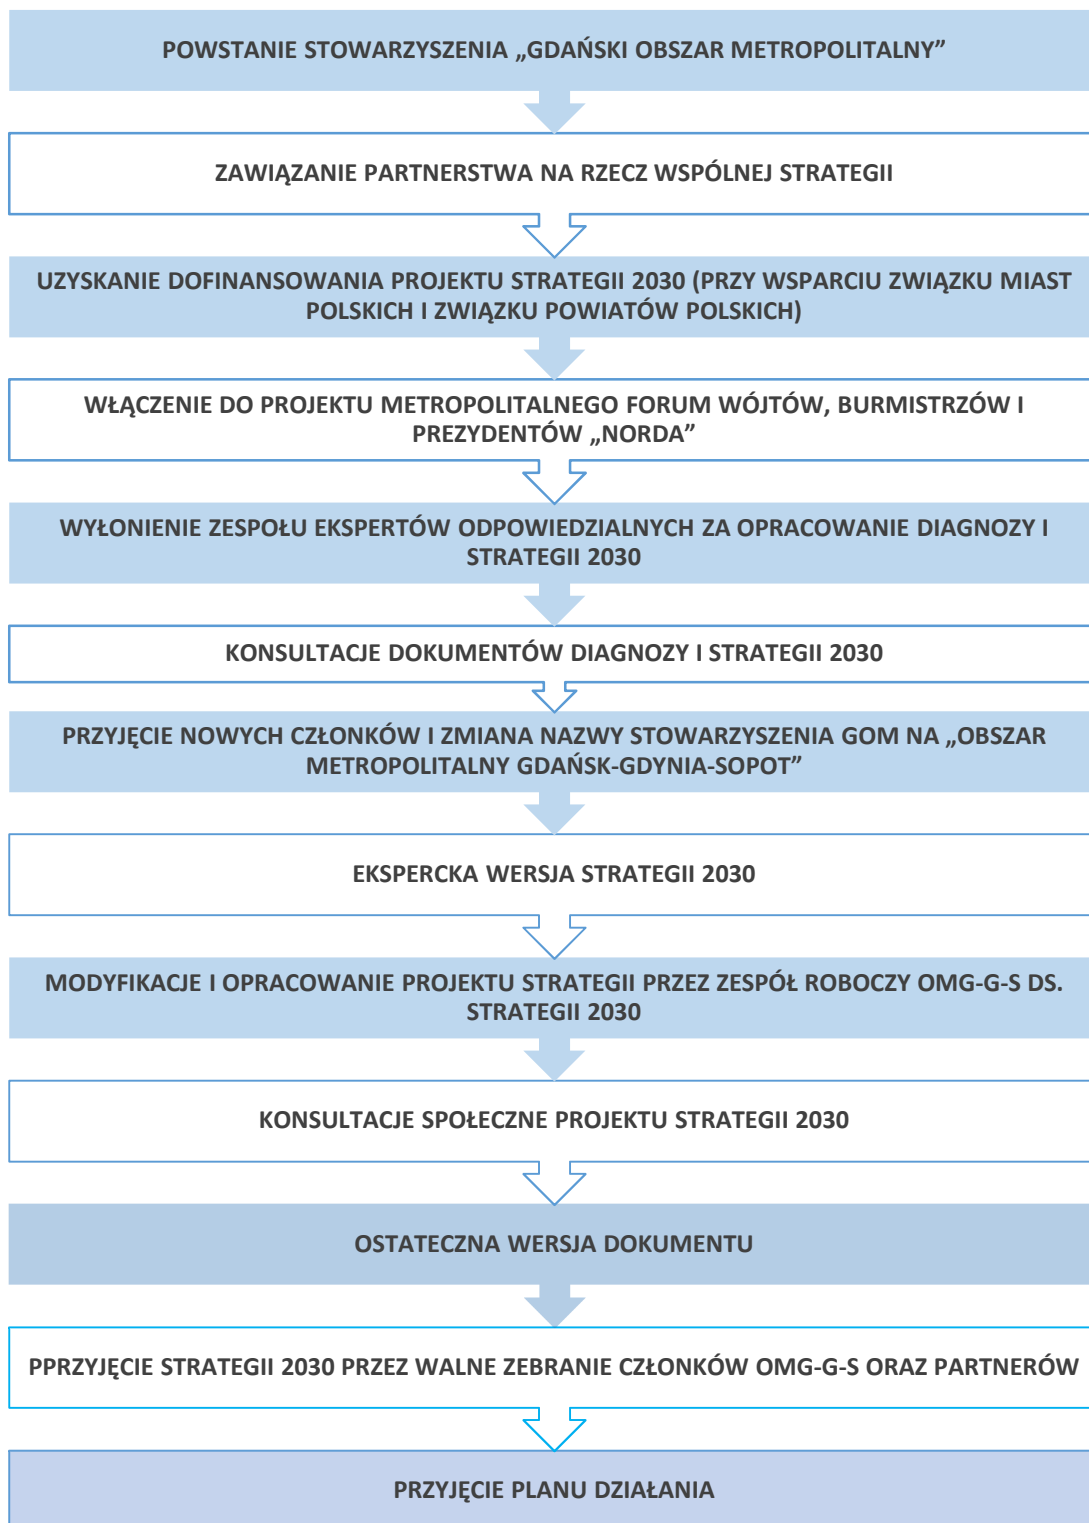 POWSTANIE STOWARZYSZENIA „GDAŃSKI OBSZAR METROPOLITALNY”
ZAWIĄZANIE PARTNERSTWA NA RZECZ WSPÓLNEJ STRATEGII
UZYSKANIE DOFINANSOWANIA PROJEKTU STRATEGII 2030 (PRZY WSPARCIU ZWIĄZKU MIAST
POLSKICH I ZWIĄZKU POWIATÓW POLSKICH)
WŁĄCZENIE DO PROJEKTU METROPOLITALNEGO FORUM WÓJTÓW, BURMISTRZÓW I
PREZYDENTÓW „NORDA”
WYŁONIENIE ZESPOŁU EKSPERTÓW ODPOWIEDZIALNYCH ZA OPRACOWANIE DIAGNOZY I
STRATEGII 2030
KONSULTACJE DOKUMENTÓW DIAGNOZY I STRATEGII 2030
PRZYJĘCIE NOWYCH CZŁONKÓW I ZMIANA NAZWY STOWARZYSZENIA GOM NA „OBSZAR
METROPOLITALNY GDAŃSK-GDYNIA-SOPOT”
EKSPERCKA WERSJA STRATEGII 2030
MODYFIKACJE I OPRACOWANIE PROJEKTU STRATEGII PRZEZ ZESPÓŁ ROBOCZY OMG-G-S DS.
STRATEGII 2030
KONSULTACJE SPOŁECZNE PROJEKTU STRATEGII 2030
OSTATECZNA WERSJA DOKUMENTU
PPRZYJĘCIE STRATEGII 2030 PRZEZ WALNE ZEBRANIE CZŁONKÓW OMG-G-S ORAZ PARTNERÓW
PRZYJĘCIE PLANU DZIAŁANIA